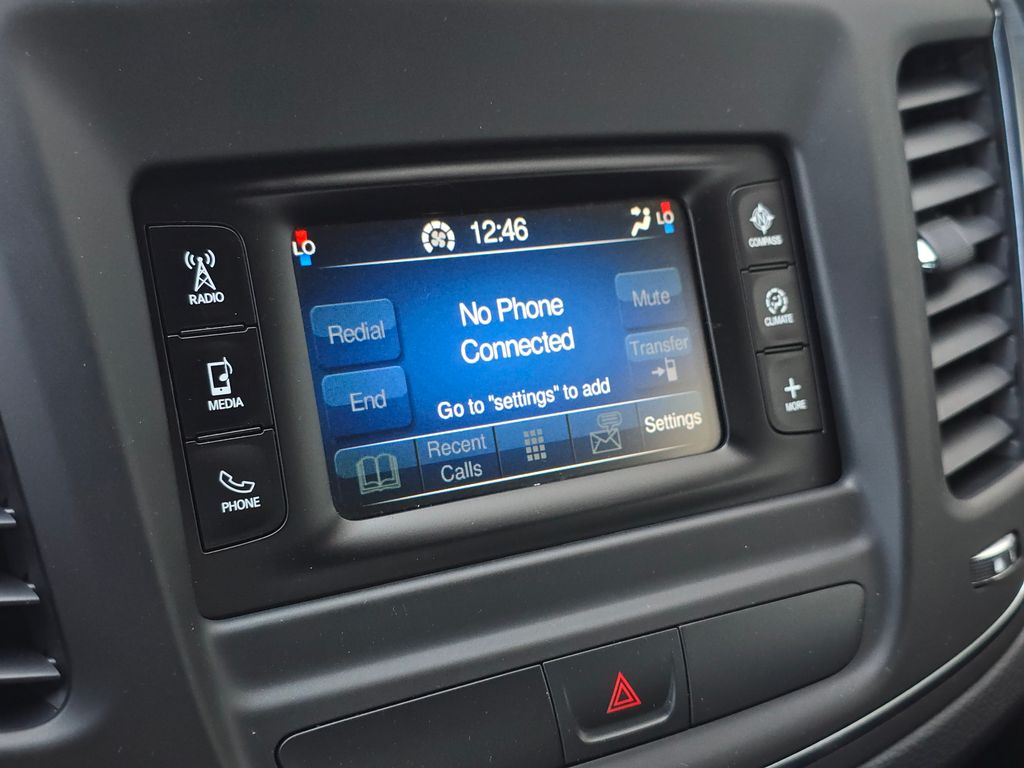 LO
12:46
LO
RADIO
MEDIA
PHONE
Redial
End
No Phone
Connected
Go to "settings" to add
Mute
Transfer
Recent
Calls
Settings
N
COMPASS
CLIMATE
MORE